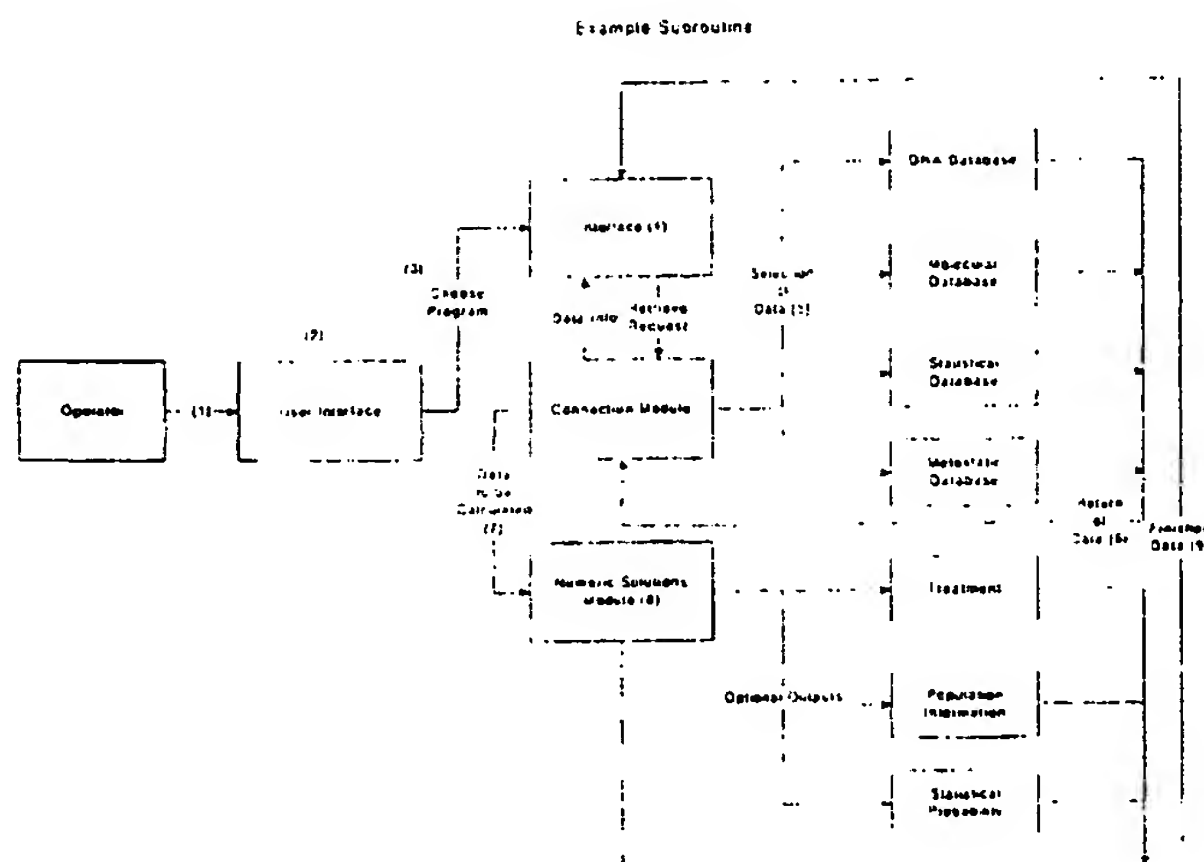 Example Subroutine
DNA Database
Interface (4)
(3)
Choose
Program
Selection
of
Data (5)
Molecular
Database
Data Info
Retrieve
Request
(2)
Statistical
Database
Operator
(1)
User Interface
Connection Module
Metastatic
Database
Data
to be
Calculated
(7)
Return
of
Data (6)
Finished
Data (9)
Numeric Solutions
Module (8)
Treatment
Optional Outputs
Population
Information
Statistical
Probability